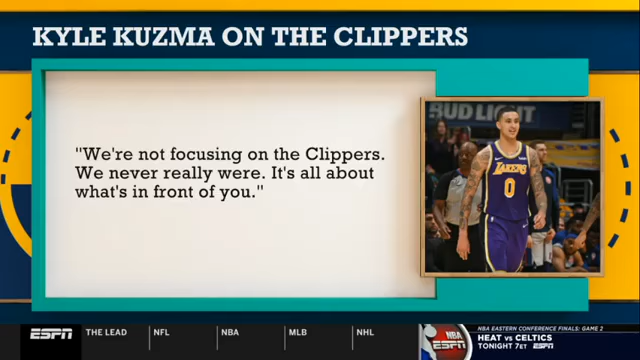 KYLE KUZMA ON THE CLIPPERS
BUD LIGHT
"We're not focusing on the Clippers.
We never really were. It's all about
what's in front of you."
LAKERS
0
ESPN
THE LEAD
NFL
NBA
MLB
NHL
NBA
NBA EASTERN CONFERENCE FINALS: GAME 2
HEAT vs CELTICS
TONIGHT 7ET ESPN